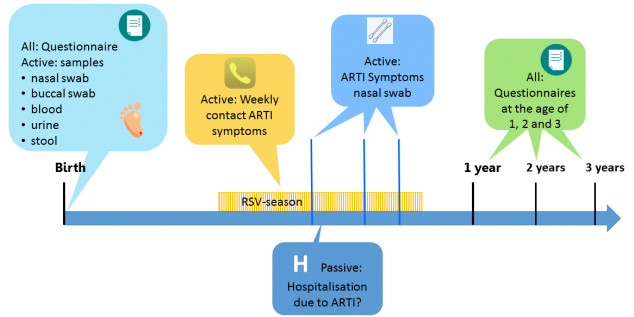 All: Questionnaire
Active: samples
• nasal swab
• buccal swab
• blood
• urine
• stool
Active: Weekly
contact ARTI
symptoms
Active:
ARTI Symptoms
nasal swab
All:
Questionnaires
at the age of
1, 2 and 3
Birth
1 year
2 years
3 years
RSV-season
H Passive:
Hospitalisation
due to ARTI?